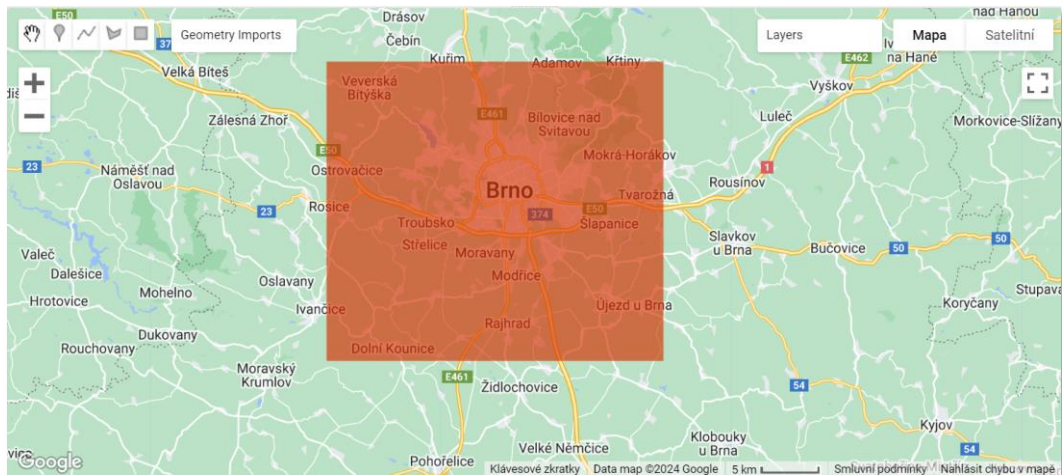 E50
Drásov
nad Hanou
Geometry Imports
Layers
Mapa
Satelitní
Čebín
Kuřim
Adamov
Křtiny
E462
na Hané
Velká Bíteš
Veverská
Bítýška
Vyškov
E461
Bílovice nad
Svitavou
Luleč
Zálesná Zhoř
Morkovice-Slížany
E50
Mokrá-Horákov
1
23
Náměšť nad
Oslavou
Ostrovačice
Brno
Rousínov
Rosice
23
Tvarožná
E50
374
Troubsko
Šlapanice
Střelice
Slavkov
u Brna
50
Bučovice
50
50
Valeč
Moravany
Dalešice
Modřice
Oslavany
Stupava
Mohelno
Hrotovice
Ivančice
Újezd u Brna
Koryčany
Rajhrad
Dukovany
Rouchovany
Dolní Kounice
Moravský
Krumlov
E461
Židlochovice
54
Kyjov
Klobouky
u Brna
Velké Němčice
54
Pohořelice
Google
Klávesové zkratky
Data map ©2024 Google
5 km
Smluvní podmínky
Nahlásit chybu v mapě